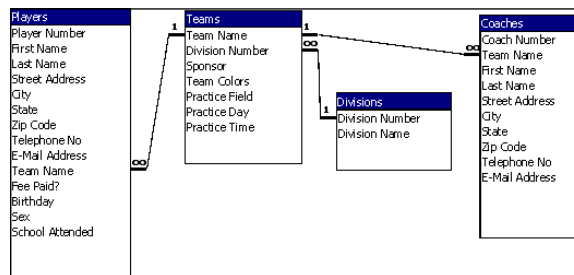 Players
Player Number
First Name
Last Name
Street Address
City
State
Zip Code
Telephone No
E-Mail Address
Team Name
Fee Paid?
Birthday
Sex
School Attended
∞
1
Teams
Team Name
Division Number
Sponsor
Team Colors
Practice Field
Practice Day
Practice Time
1
∞
1
Divisions
Division Number
Division Name
∞
Coaches
Coach Number
Team Name
First Name
Last Name
Street Address
City
State
Zip Code
Telephone No
E-Mail Address